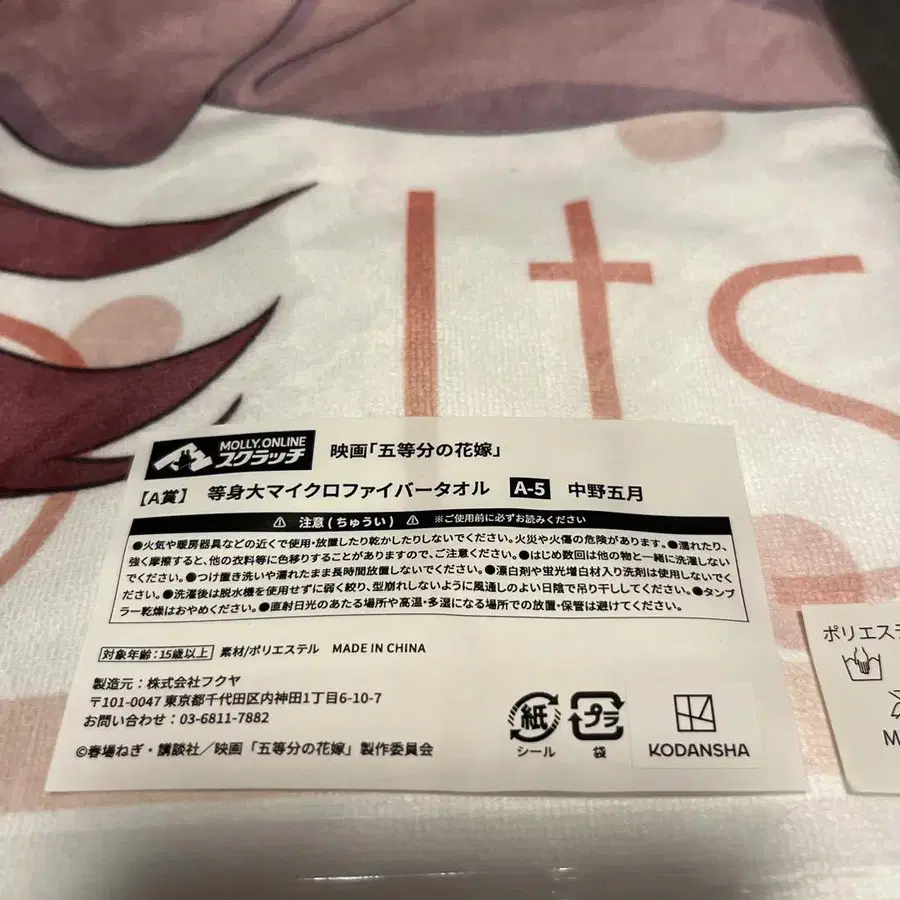 Its
MOLLY.ONLINE
スクラッチ
映画「五等分の花嫁」
【A賞】 等身大マイクロファイバータオル A-5 中野五月
⚠ 注意(ちゅうい) ⚠ ※ご使用前に必ずお読みください
●火気や暖房器具などの近くで使用・放置したり乾かしたりしないでください。火災や火傷の危険があります。●濡れたり、
強く摩擦すると、他の衣料等に色移りすることがありますので、ご注意ください。●はじめ数回は他の物と一緒に洗濯しない
でください。●つけ置き洗いや濡れたまま長時間放置しないでください。●漂白剤や蛍光増白材入り洗剤は使用しないでく
ださい。●洗濯後は脱水機を使用せずに弱く絞り、型崩れしないように風通しのよい日陰で吊り干ししてください。●タンブ
ラー乾燥はおやめください。●直射日光のあたる場所や高温・多湿になる場所での放置・保管は避けてください。
対象年齢:15歳以上 素材/ポリエステル MADE IN CHINA
製造元:株式会社フクヤ
〒101-0047 東京都千代田区内神田1丁目6-10-7
お問い合わせ:03-6811-7882
©春場ねぎ・講談社/映画「五等分の花嫁」製作委員会
紙
シール
プラ
袋
KODANSHA
ポリエステ
M